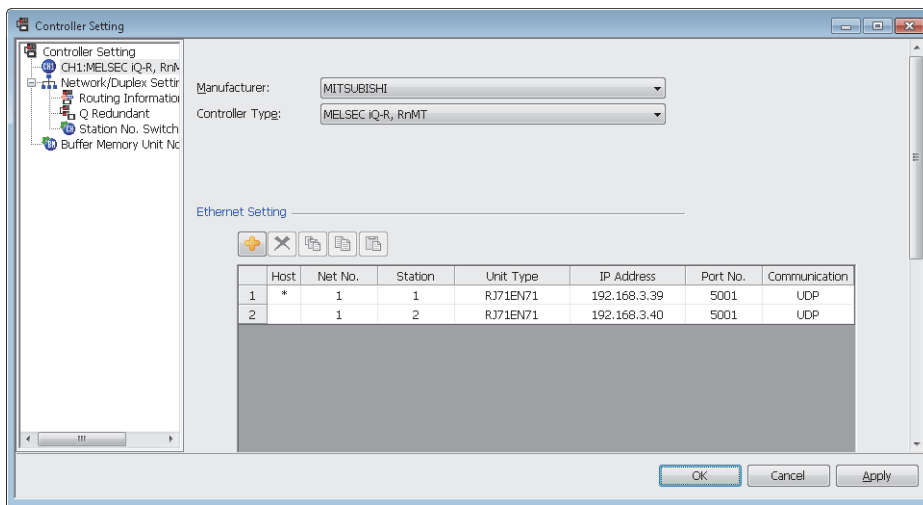 Controller Setting
Controller Setting
CH1:MELSEC iQ-R, RnM
Network/Duplex Settin
Routing Information
Q Redundant
Station No. Switch
Buffer Memory Unit No
Manufacturer: MITSUBISHI
Controller Type: MELSEC iQ-R, RnMT
Ethernet Setting
Host Net No. Station Unit Type IP Address Port No. Communication
1 * 1 1 RJ71EN71 192.168.3.39 5001 UDP
2 1 2 RJ71EN71 192.168.3.40 5001 UDP
OK Cancel Apply